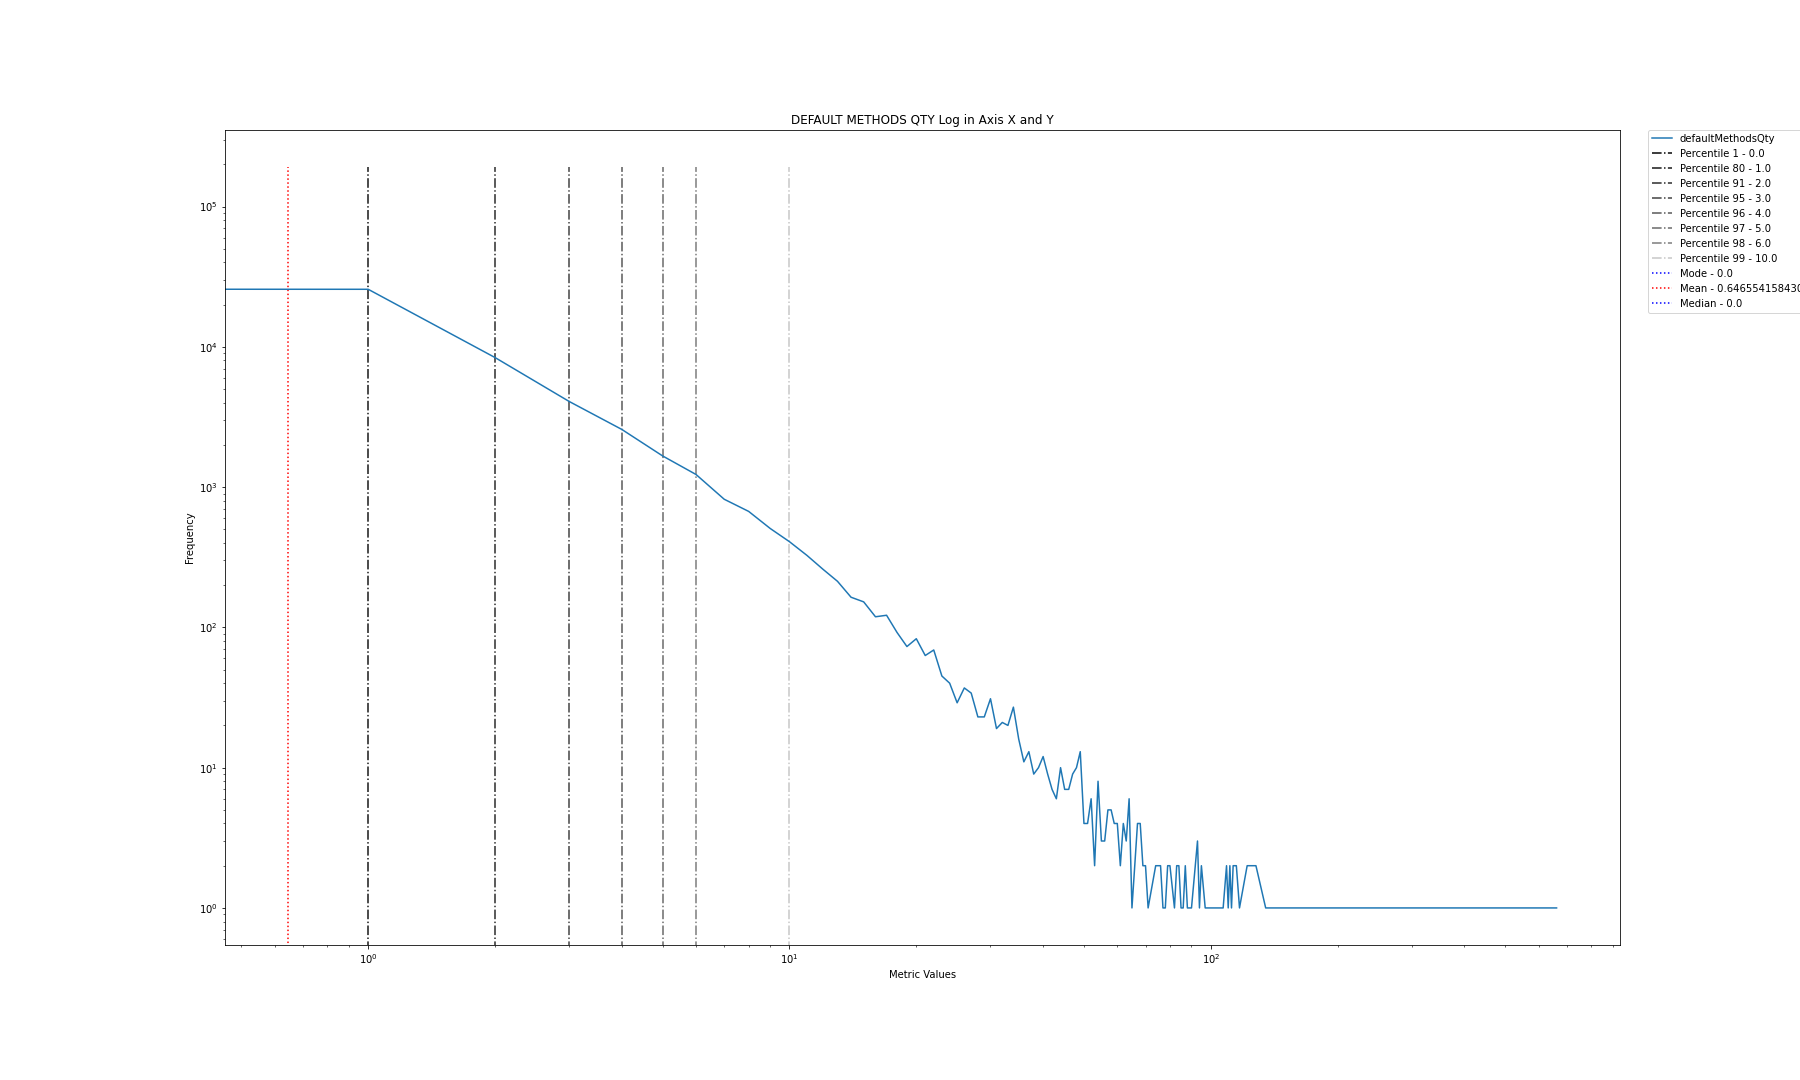 DEFAULT METHODS QTY Log in Axis X and Y
defaultMethodsQty
Percentile 1 - 0.0
Percentile 80 - 1.0
Percentile 91 - 2.0
Percentile 95 - 3.0
Percentile 96 - 4.0
Percentile 97 - 5.0
Percentile 98 - 6.0
Percentile 99 - 10.0
Mode - 0.0
Mean - 0.646554158430
Median - 0.0
Frequency
10⁵
10⁴
10³
10²
10¹
10⁰
10⁰ 10¹ 10²
Metric Values